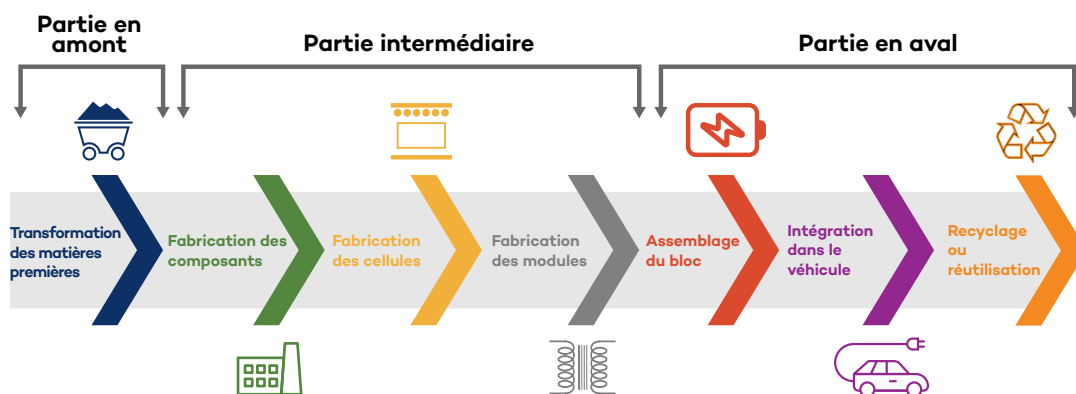 Partie en
amont
Partie intermédiaire
Partie en aval
Transformation
des matières
premières
Fabrication des
composants
Fabrication
des cellules
Fabrication
des modules
Assemblage
du bloc
Intégration
dans le
véhicule
Recyclage
ou
réutilisation